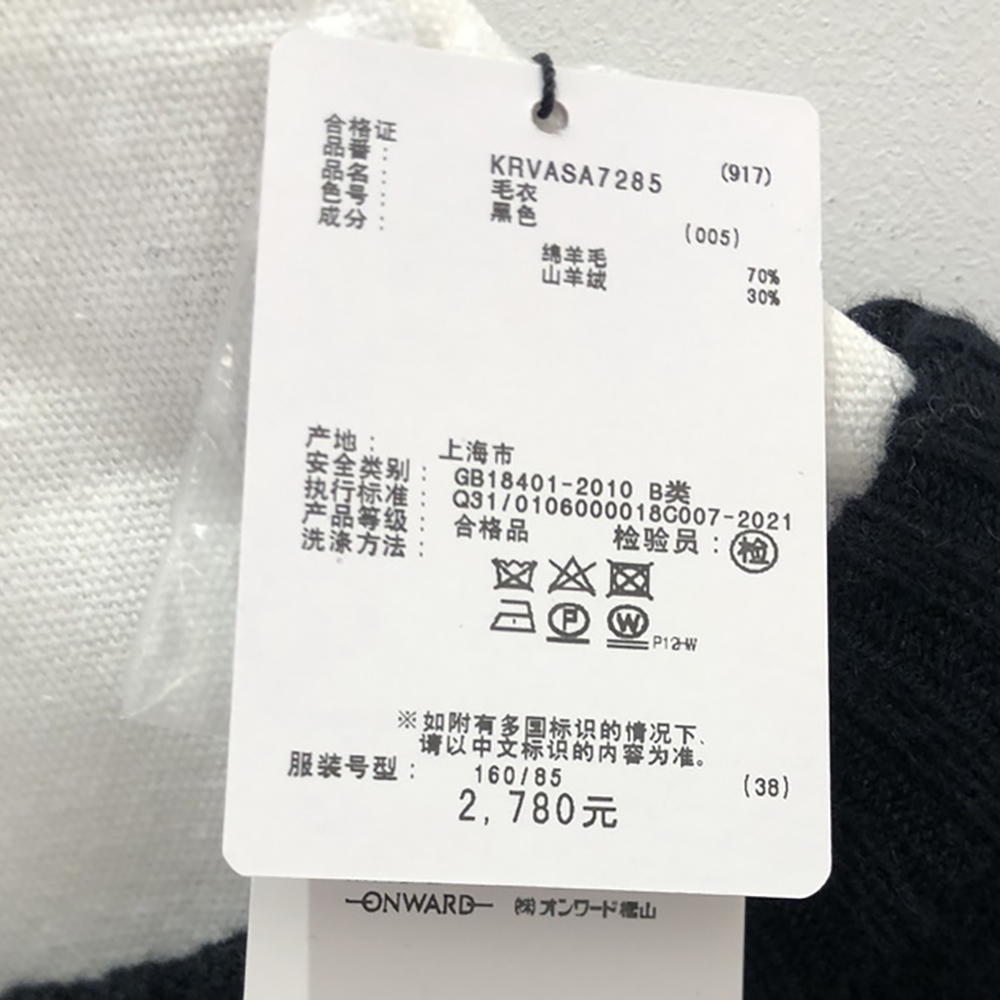 合格证
品番： KRVASA7285 (917)
品名： 毛衣
色号： 黑色 (005)
成分：
绵羊毛 70%
山羊绒 30%
产地： 上海市
安全类别： GB18401-2010 B类
执行标准： Q31/0106000018C007-2021
产品等级： 合格品 检验员：检
洗涤方法：
P W P12-W
※如附有多国标识的情况下、
请以中文标识的内容为准。
服装号型： 160/85 (38)
2,780元
ONWARD ㈱オンワード樫山